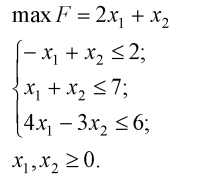 max F = 2x₁ + x₂
−x₁ + x₂ ≤ 2;
x₁ + x₂ ≤ 7;
4x₁ − 3x₂ ≤ 6;
x₁, x₂ ≥ 0.